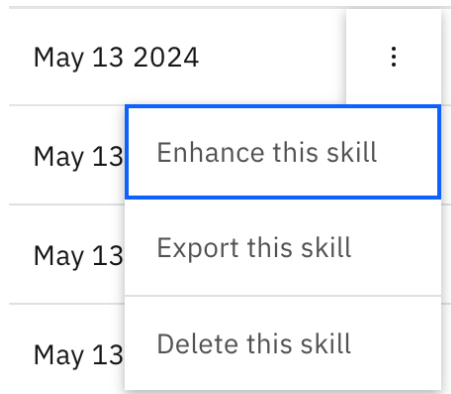 May 13 2024
May 13
Enhance this skill
May 13
Export this skill
May 13
Delete this skill